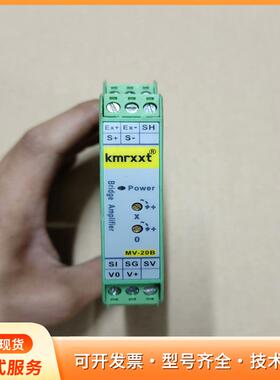 Ex+ Ex- SH
S+ S-
kmrxxt®
Power
Bridge Amplifier
X
0
MV-20B
SI SG SV
V0 V+
现货
式服务
可开发票·型号齐全·技术